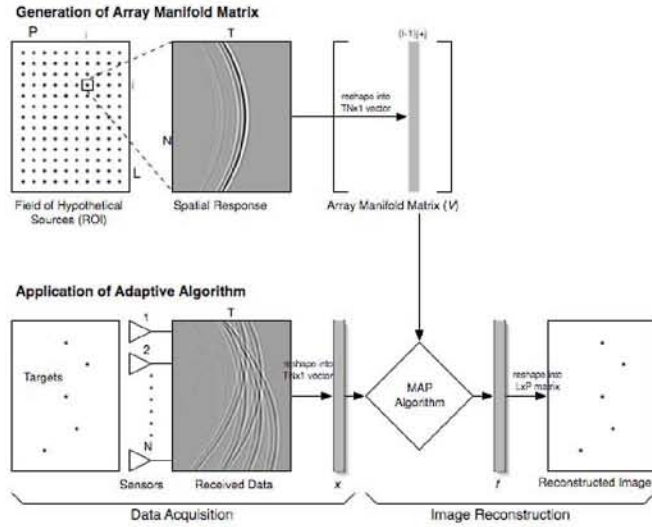 Generation of Array Manifold Matrix
P
T
N
L
reshape into
TNx1 vector
Field of Hypothetical
Sources (ROI)
Spatial Response
Array Manifold Matrix (V)
Application of Adaptive Algorithm
T
1
2
N
Targets
reshape into
TNx1 vector
MAP
Algorithm
reshape into
LxP matrix
Sensors
Received Data
x
f
Reconstructed Image
Data Acquisition
Image Reconstruction